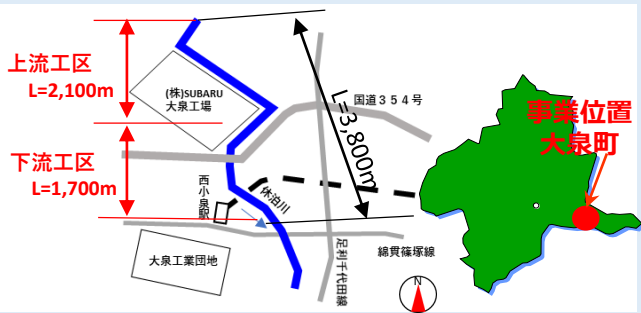 上流工区
L=2,100m
(株)SUBARU
大泉工場
国道３５４号
L=3,800m
下流工区
L=1,700m
西小泉駅
休泊川
大泉工業団地
足利千代田線
綿貫篠塚線
事業位置
大泉町